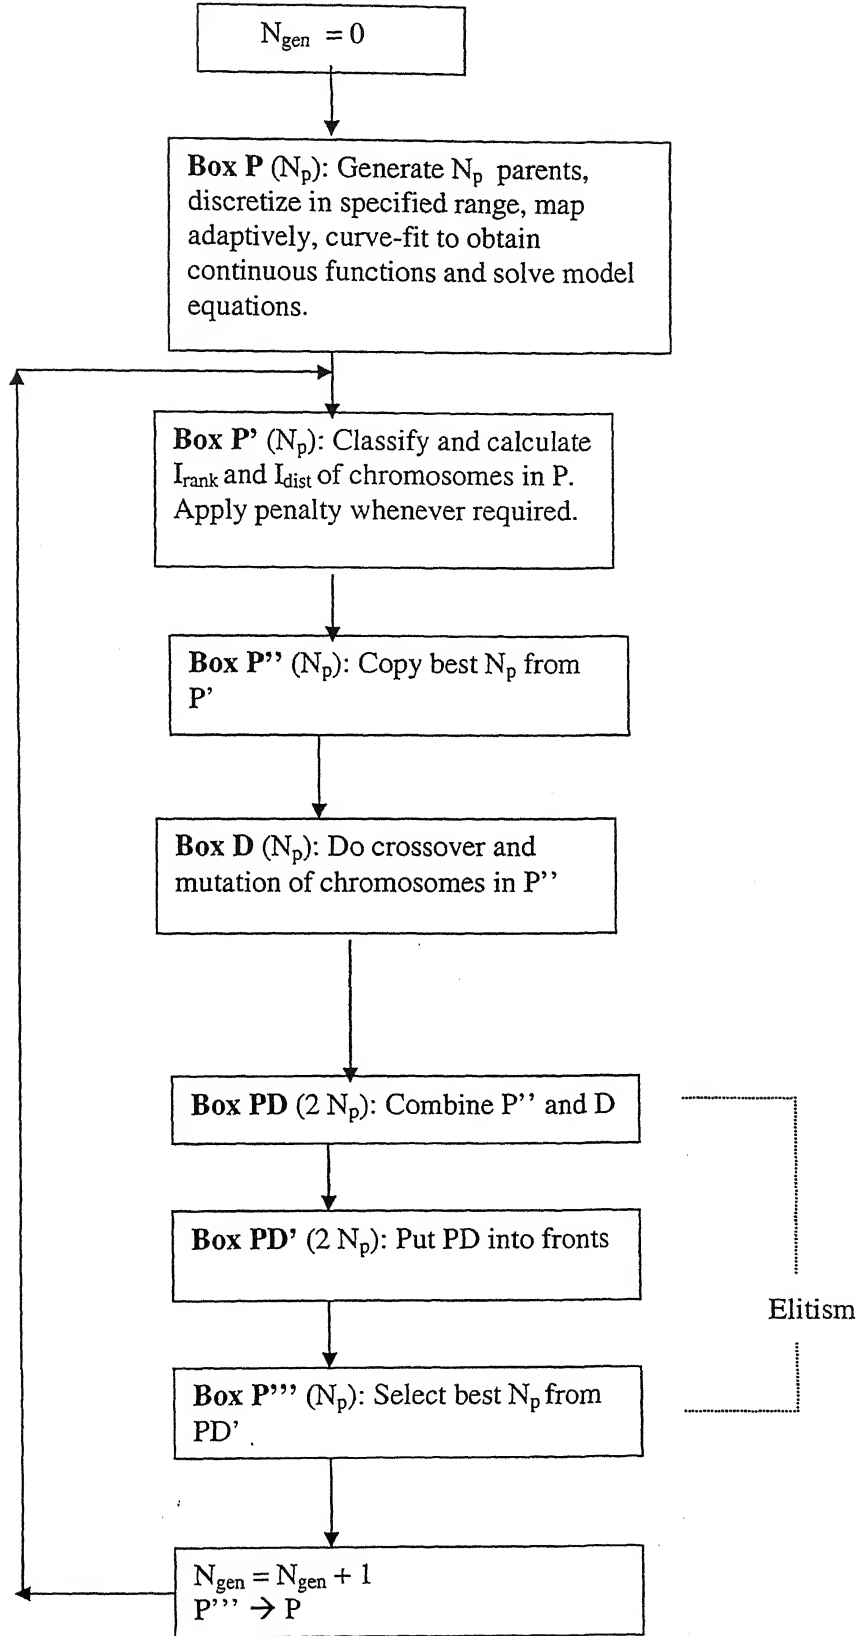 N_gen = 0
Box P (N_p): Generate N_p parents,
discretize in specified range, map
adaptively, curve-fit to obtain
continuous functions and solve model
equations.
Box P' (N_p): Classify and calculate
I_rank and I_dist of chromosomes in P.
Apply penalty whenever required.
Box P'' (N_p): Copy best N_p from
P'
Box D (N_p): Do crossover and
mutation of chromosomes in P''
Box PD (2 N_p): Combine P'' and D
Box PD' (2 N_p): Put PD into fronts
Elitism
Box P''' (N_p): Select best N_p from
PD'
N_gen = N_gen + 1
P''' → P